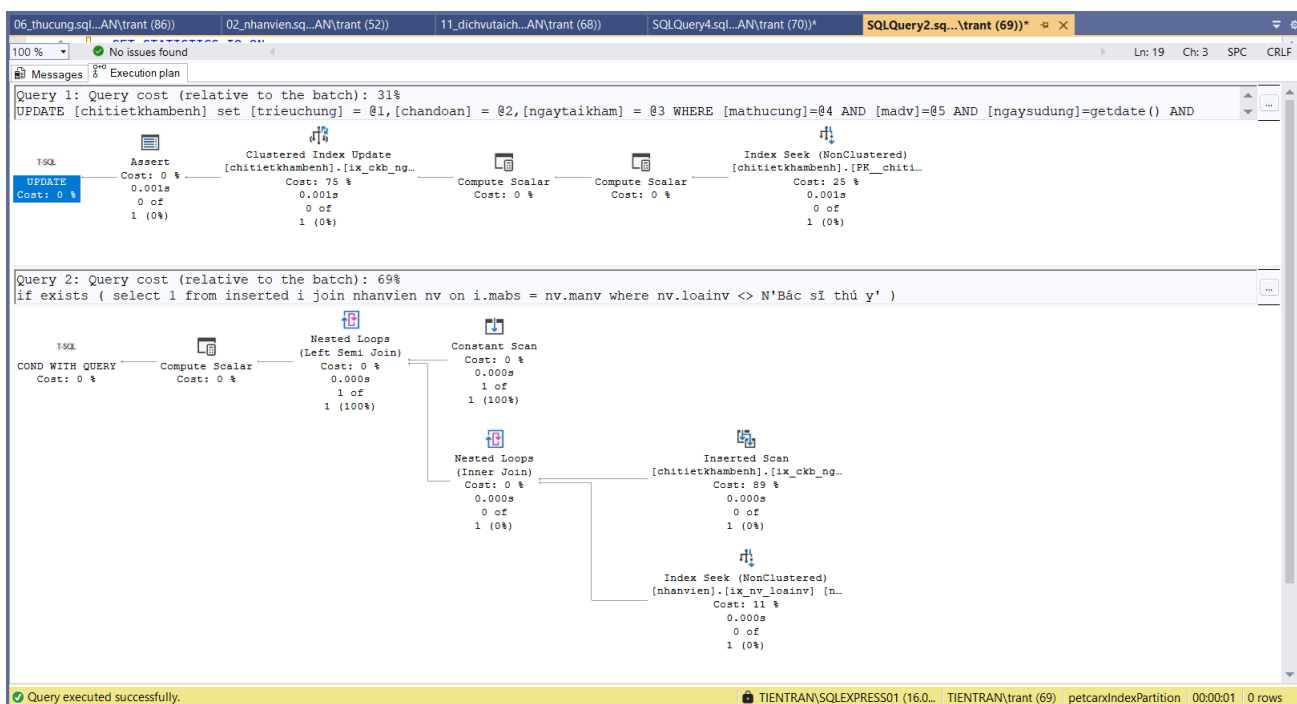 06_thucung.sql...AN\trant (86)) 02_nhanvien.sq...AN\trant (52)) 11_dichvutaich...AN\trant (68)) SQLQuery4.sql...AN\trant (70))* SQLQuery2.sq...\trant (69))*
SET STATISTICS IO ON
100 % No issues found Ln: 19 Ch: 3 SPC CRLF
Messages Execution plan
Query 1: Query cost (relative to the batch): 31%
UPDATE [chitietkhambenh] set [trieuchung] = @1,[chandoan] = @2,[ngaytaikham] = @3 WHERE [mathucung]=@4 AND [madv]=@5 AND [ngaysudung]=getdate() AND
...
T-SQL
UPDATE
Cost: 0 %
Assert
Cost: 0 %
0.001s
0 of
1 (0%)
Clustered Index Update
[chitietkhambenh].[ix_ckb_ng...
Cost: 75 %
0.001s
0 of
1 (0%)
Compute Scalar
Cost: 0 %
Compute Scalar
Cost: 0 %
Index Seek (NonClustered)
[chitietkhambenh].[PK__chiti...
Cost: 25 %
0.001s
0 of
1 (0%)
Query 2: Query cost (relative to the batch): 69%
if exists ( select 1 from inserted i join nhanvien nv on i.mabs = nv.manv where nv.loainv <> N'Bác sĩ thú y' )
...
T-SQL
COND WITH QUERY
Cost: 0 %
Compute Scalar
Cost: 0 %
Nested Loops
(Left Semi Join)
Cost: 0 %
0.000s
1 of
1 (100%)
Constant Scan
Cost: 0 %
0.000s
1 of
1 (100%)
Nested Loops
(Inner Join)
Cost: 0 %
0.000s
0 of
1 (0%)
Inserted Scan
[chitietkhambenh].[ix_ckb_ng...
Cost: 89 %
0.000s
0 of
1 (0%)
Index Seek (NonClustered)
[nhanvien].[ix_nv_loainv] [n...
Cost: 11 %
0.000s
0 of
1 (0%)
Query executed successfully. TIENTRAN\SQLEXPRESS01 (16.0... TIENTRAN\trant (69) petcarxIndexPartition 00:00:01 0 rows